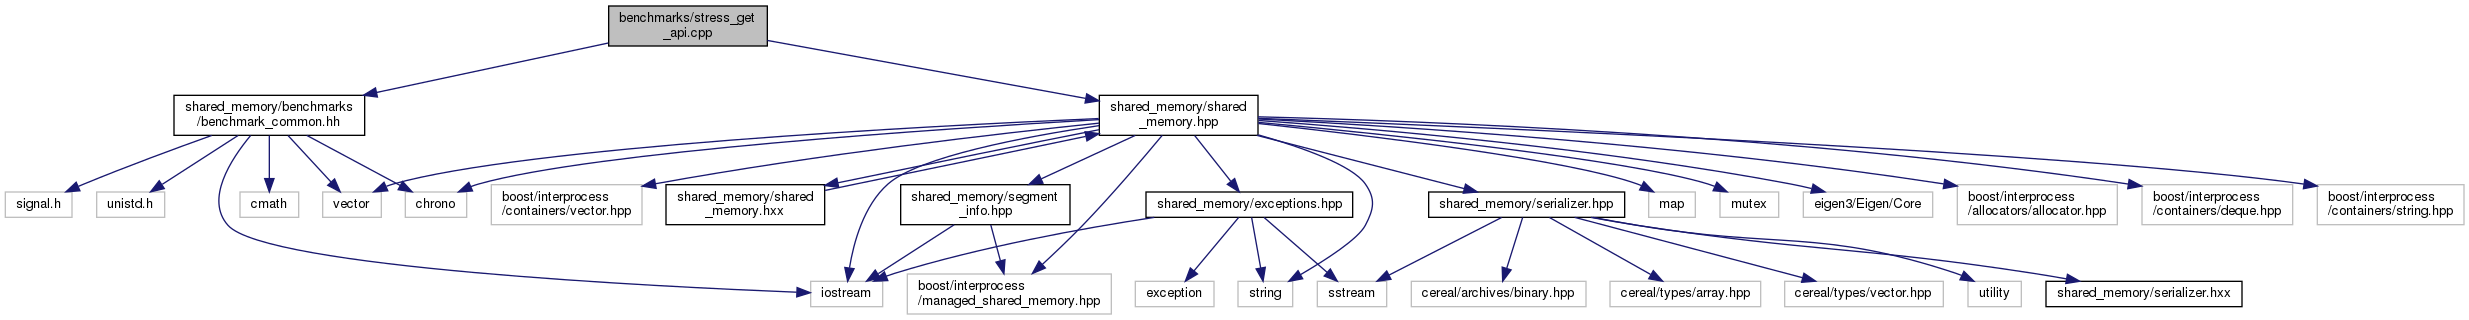 benchmarks/stress_get
_api.cpp
shared_memory/benchmarks
/benchmark_common.hh
shared_memory/shared
_memory.hpp
signal.h
unistd.h
cmath
vector
chrono
boost/interprocess
/containers/vector.hpp
shared_memory/shared
_memory.hxx
shared_memory/segment
_info.hpp
shared_memory/exceptions.hpp
shared_memory/serializer.hpp
map
mutex
eigen3/Eigen/Core
boost/interprocess
/allocators/allocator.hpp
boost/interprocess
/containers/deque.hpp
boost/interprocess
/containers/string.hpp
iostream
boost/interprocess
/managed_shared_memory.hpp
exception
string
sstream
cereal/archives/binary.hpp
cereal/types/array.hpp
cereal/types/vector.hpp
utility
shared_memory/serializer.hxx